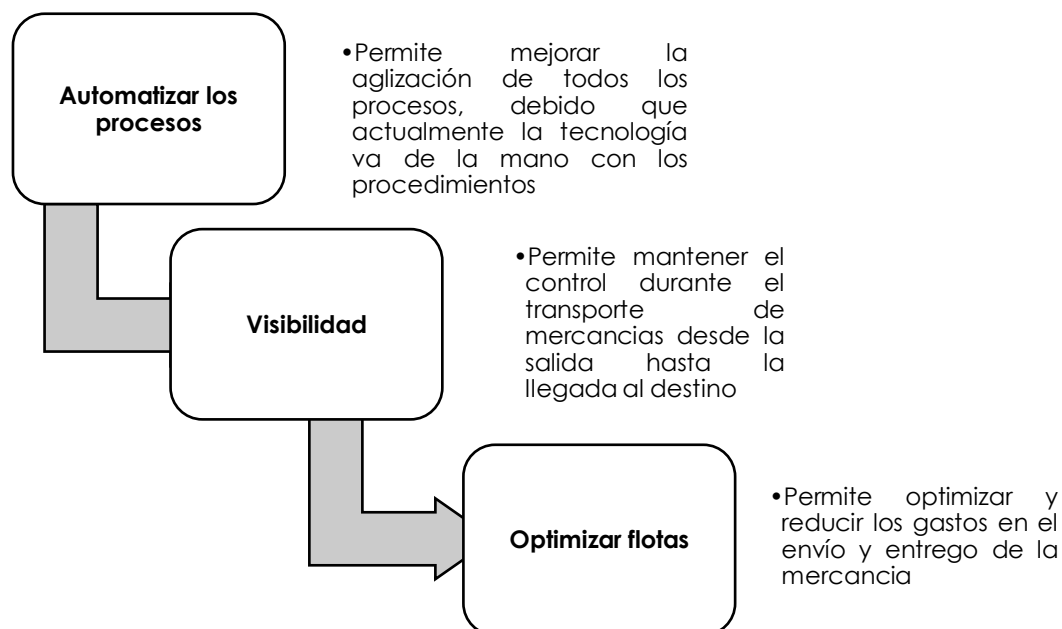 Automatizar los
procesos
•Permite mejorar la
aglización de todos los
procesos, debido que
actualmente la tecnología
va de la mano con los
procedimientos
Visibilidad
•Permite mantener el
control durante el
transporte de
mercancias desde la
salida hasta la
llegada al destino
Optimizar flotas
•Permite optimizar y
reducir los gastos en el
envío y entrego de la
mercancia